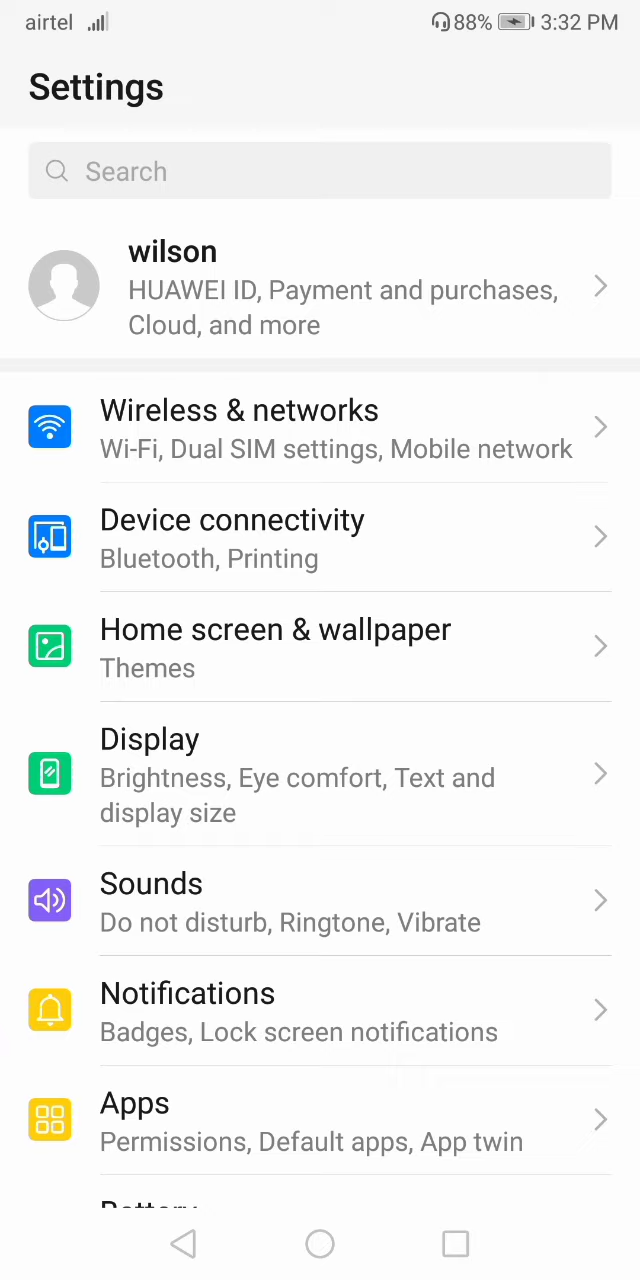 airtel 88% 3:32 PM
Settings
Search
wilson
HUAWEI ID, Payment and purchases,
Cloud, and more
Wireless & networks
Wi-Fi, Dual SIM settings, Mobile network
Device connectivity
Bluetooth, Printing
Home screen & wallpaper
Themes
Display
Brightness, Eye comfort, Text and
display size
Sounds
Do not disturb, Ringtone, Vibrate
Notifications
Badges, Lock screen notifications
Apps
Permissions, Default apps, App twin
Battery